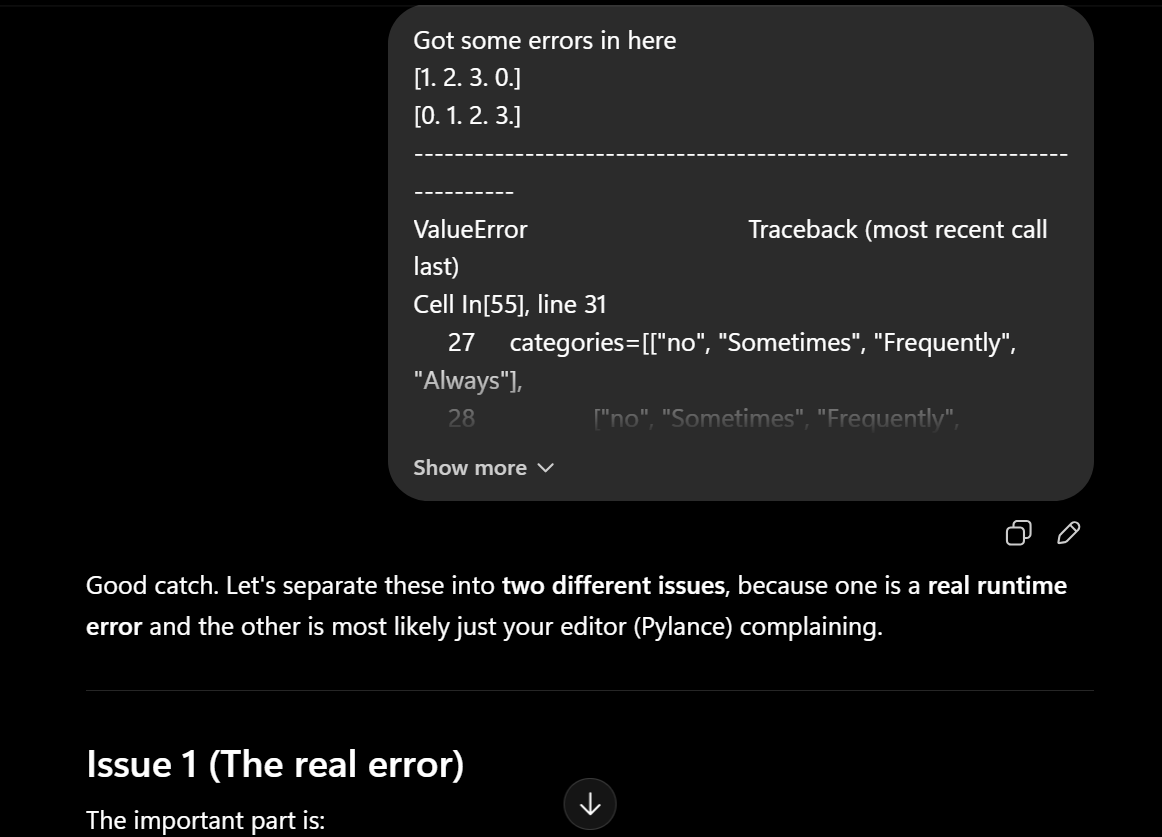 Got some errors in here
[1. 2. 3. 0.]
[0. 1. 2. 3.]
-----------------------------------------------------------------
----------
ValueError                                Traceback (most recent call
last)
Cell In[55], line 31
     27     categories=[["no", "Sometimes", "Frequently",
"Always"],
     28                 ["no", "Sometimes", "Frequently",
Show more
Good catch. Let's separate these into two different issues, because one is a real runtime
error and the other is most likely just your editor (Pylance) complaining.
Issue 1 (The real error)
The important part is: